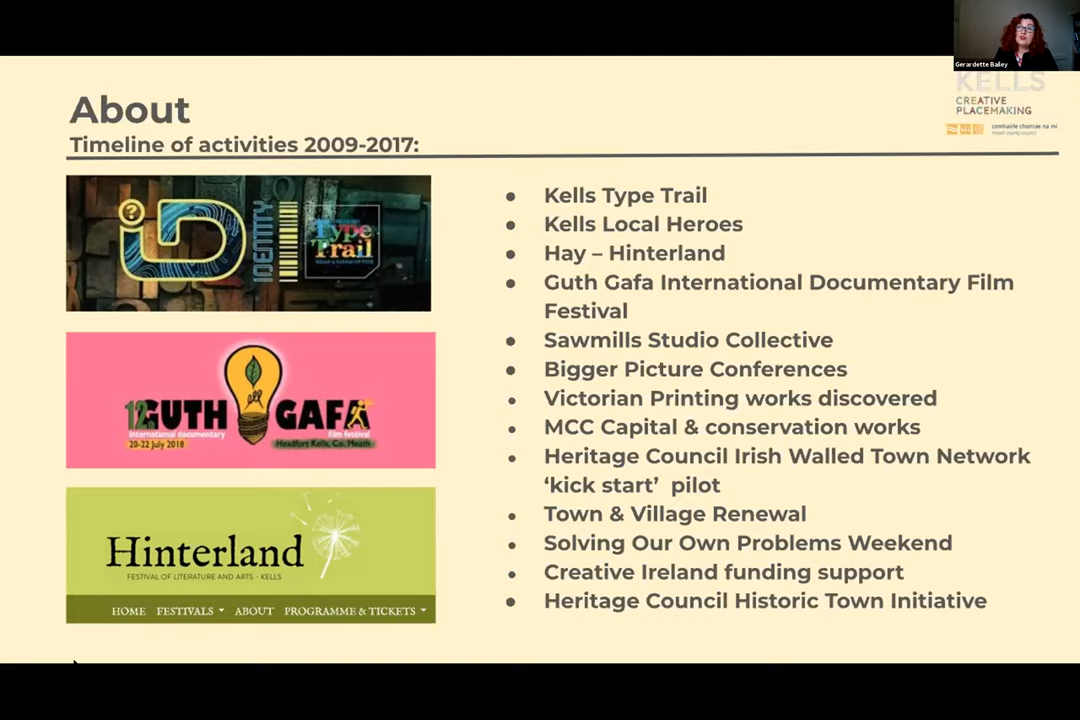 Gerardette Bailey
KELLS
CREATIVE
PLACEMAKING
comhairle chontae na mí
meath county council
About
Timeline of activities 2009-2017:
IDENTITY
Type
Trail
12th GUTH GAFA
international documentary film festival
20-22 July 2018 Headfort Kells, Co. Meath
Hinterland
FESTIVAL OF LITERATURE AND ARTS · KELLS
HOME FESTIVALS ABOUT PROGRAMME & TICKETS
• Kells Type Trail
• Kells Local Heroes
• Hay – Hinterland
• Guth Gafa International Documentary Film
Festival
• Sawmills Studio Collective
• Bigger Picture Conferences
• Victorian Printing works discovered
• MCC Capital & conservation works
• Heritage Council Irish Walled Town Network
‘kick start’ pilot
• Town & Village Renewal
• Solving Our Own Problems Weekend
• Creative Ireland funding support
• Heritage Council Historic Town Initiative